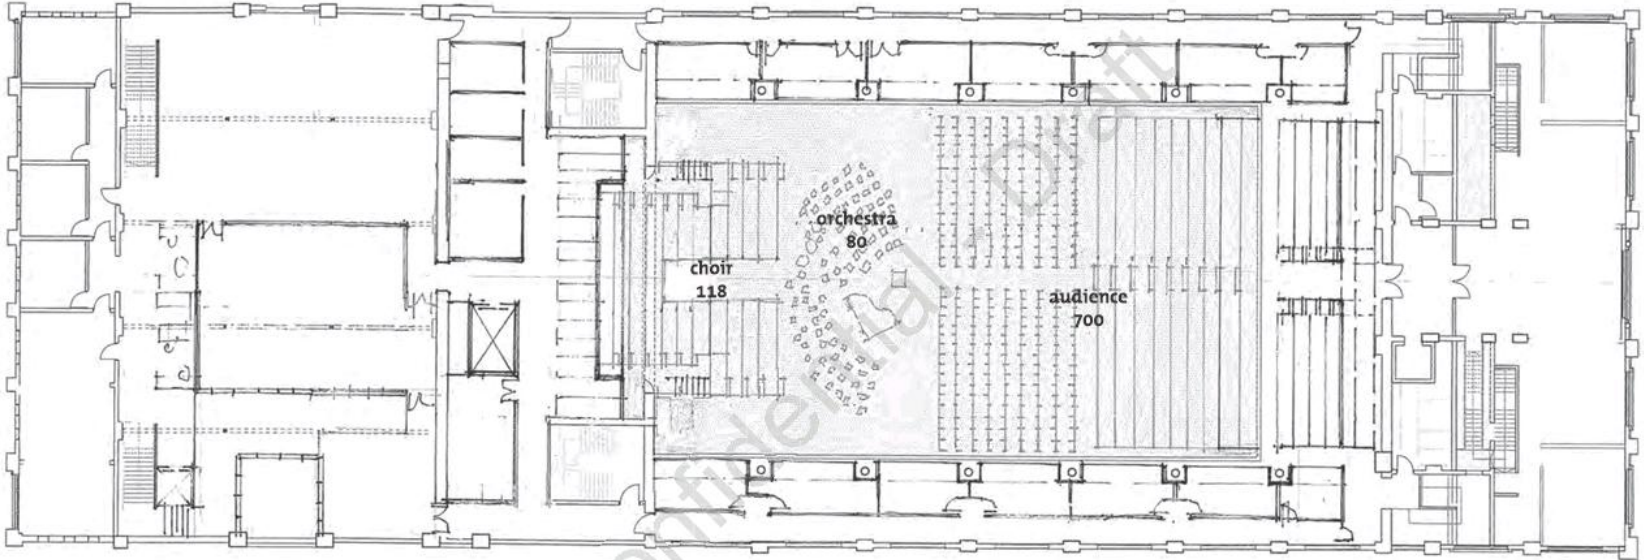 orchestra
80
choir
118
audience
700
Confidential - Draft